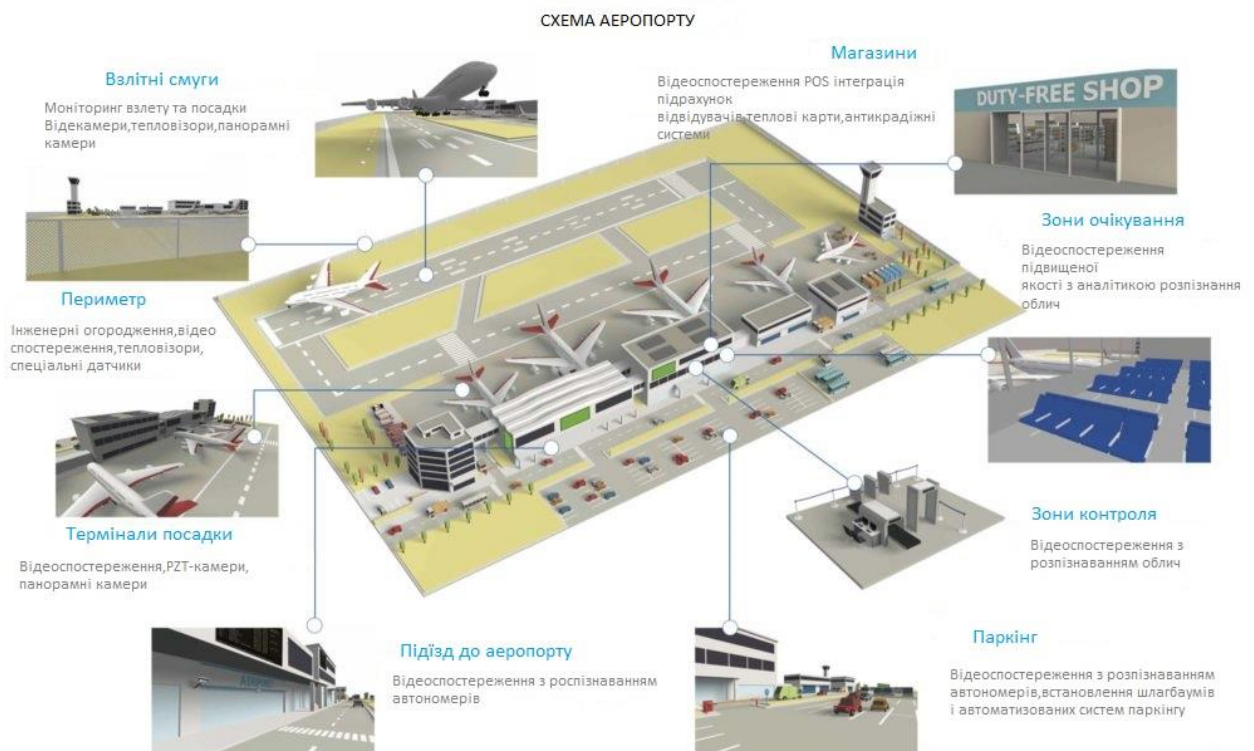 СХЕМА АЕРОПОРТУ
Взлітні смуги
Моніторинг взлету та посадки
Відекамери,тепловізори,панорамні
камери
Магазини
Відеоспостереження POS інтеграція
підрахунок
відвідувачів,теплові карти,антикрадіжні
системи
DUTY-FREE SHOP
Периметр
Інженерні огородження,відео
спостереження,тепловізори,
спеціальні датчики
Зони очікування
Відеоспостереження
підвищеної
якості з аналітикою розпізнання
облич
Термінали посадки
Відеоспостереження,PZT-камери,
панорамні камери
Зони контроля
Відеоспостереження з
розпізнаванням облич
AIRPORT
Підїзд до аеропорту
Відеоспостереження з роспізнаванням
автономерів
Паркінг
Відеоспостереження з розпізнаванням
автономерів,встановлення шлагбаумів
і автоматизованих систем паркінгу